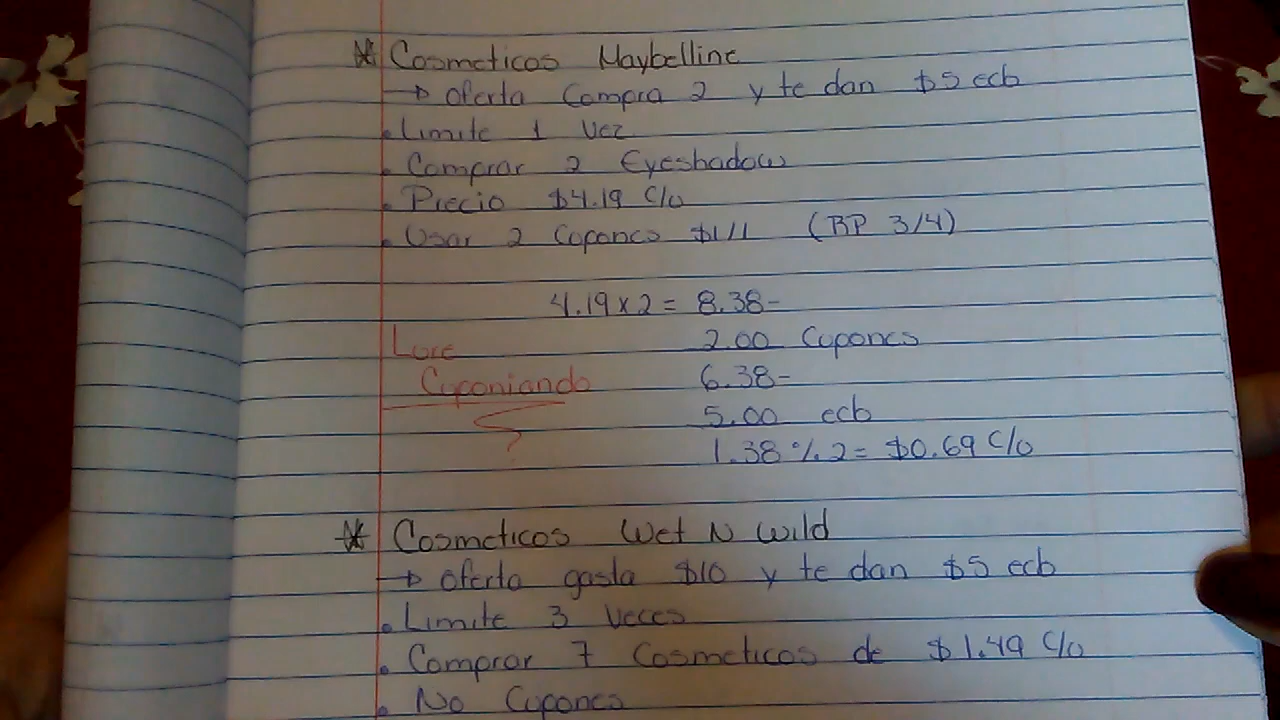 * Cosmeticos Maybelline
→ oferta Compra 2 y te dan $5 ecb
• Limite 1 vez
• Comprar 2 Eyeshadow
• Precio $4.19 c/u
• Usar 2 Cupones $1/1 (RP 3/4)
4.19 x 2 = 8.38-
2.00 Cupones
Lore
Cuponiando
6.38-
5.00 ecb
1.38 % 2 = $0.69 c/u
* Cosmeticos Wet N Wild
→ oferta gasta $10 y te dan $5 ecb
• Limite 3 veces
• Comprar 7 Cosmeticos de $1.49 c/u
• No Cupones